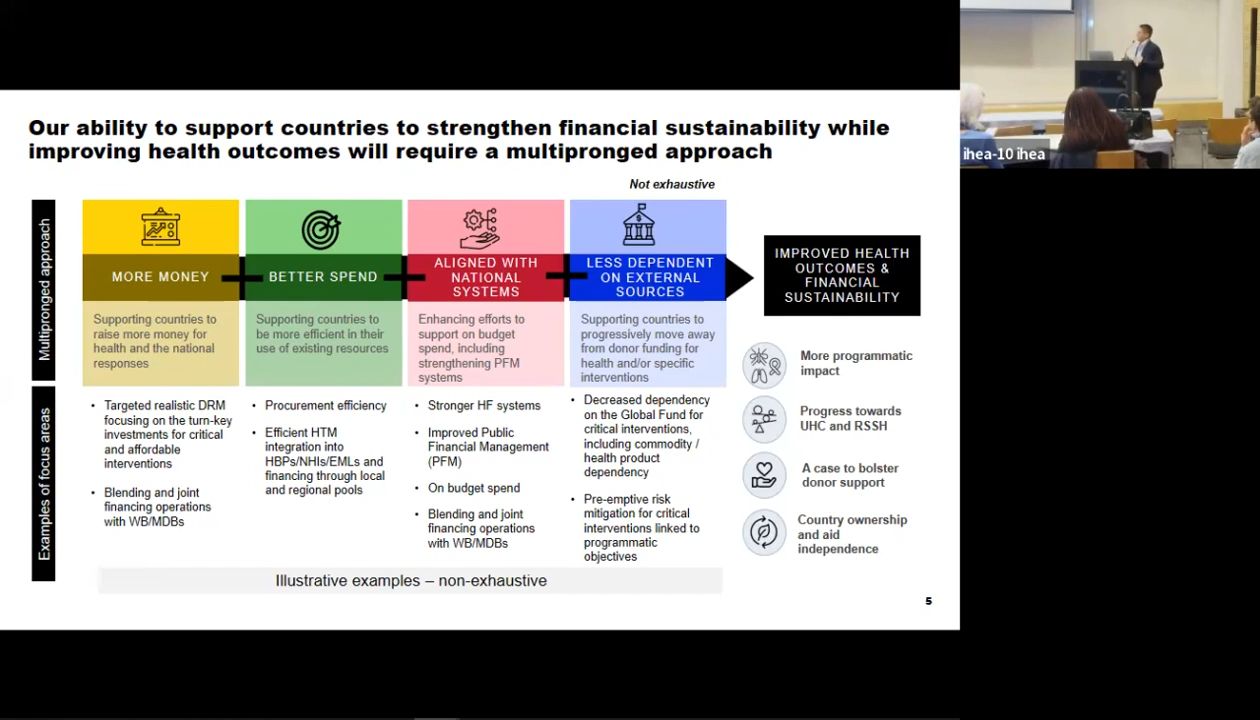 Our ability to support countries to strengthen financial sustainability while
improving health outcomes will require a multipronged approach
Not exhaustive
Multipronged approach
MORE MONEY
BETTER SPEND
ALIGNED WITH
NATIONAL
SYSTEMS
LESS DEPENDENT
ON EXTERNAL
SOURCES
IMPROVED HEALTH
OUTCOMES &
FINANCIAL
SUSTAINABILITY
Supporting countries to
raise more money for
health and the national
responses
Supporting countries to
be more efficient in their
use of existing resources
Enhancing efforts to
support on budget
spend, including
strengthening PFM
systems
Supporting countries to
progressively move away
from donor funding for
health and/or specific
interventions
Examples of focus areas
• Targeted realistic DRM
focusing on the turn-key
investments for critical
and affordable
interventions
• Blending and joint
financing operations
with WB/MDBs
• Procurement efficiency
• Efficient HTM
integration into
HBPs/NHIs/EMLs and
financing through local
and regional pools
• Stronger HF systems
• Improved Public
Financial Management
(PFM)
• On budget spend
• Blending and joint
financing operations
with WB/MDBs
• Decreased dependency
on the Global Fund for
critical interventions,
including commodity /
health product
dependency
• Pre-emptive risk
mitigation for critical
interventions linked to
programmatic
objectives
More programmatic
impact
Progress towards
UHC and RSSH
A case to bolster
donor support
Country ownership
and aid
independence
Illustrative examples – non-exhaustive
5
ihea-10 ihea